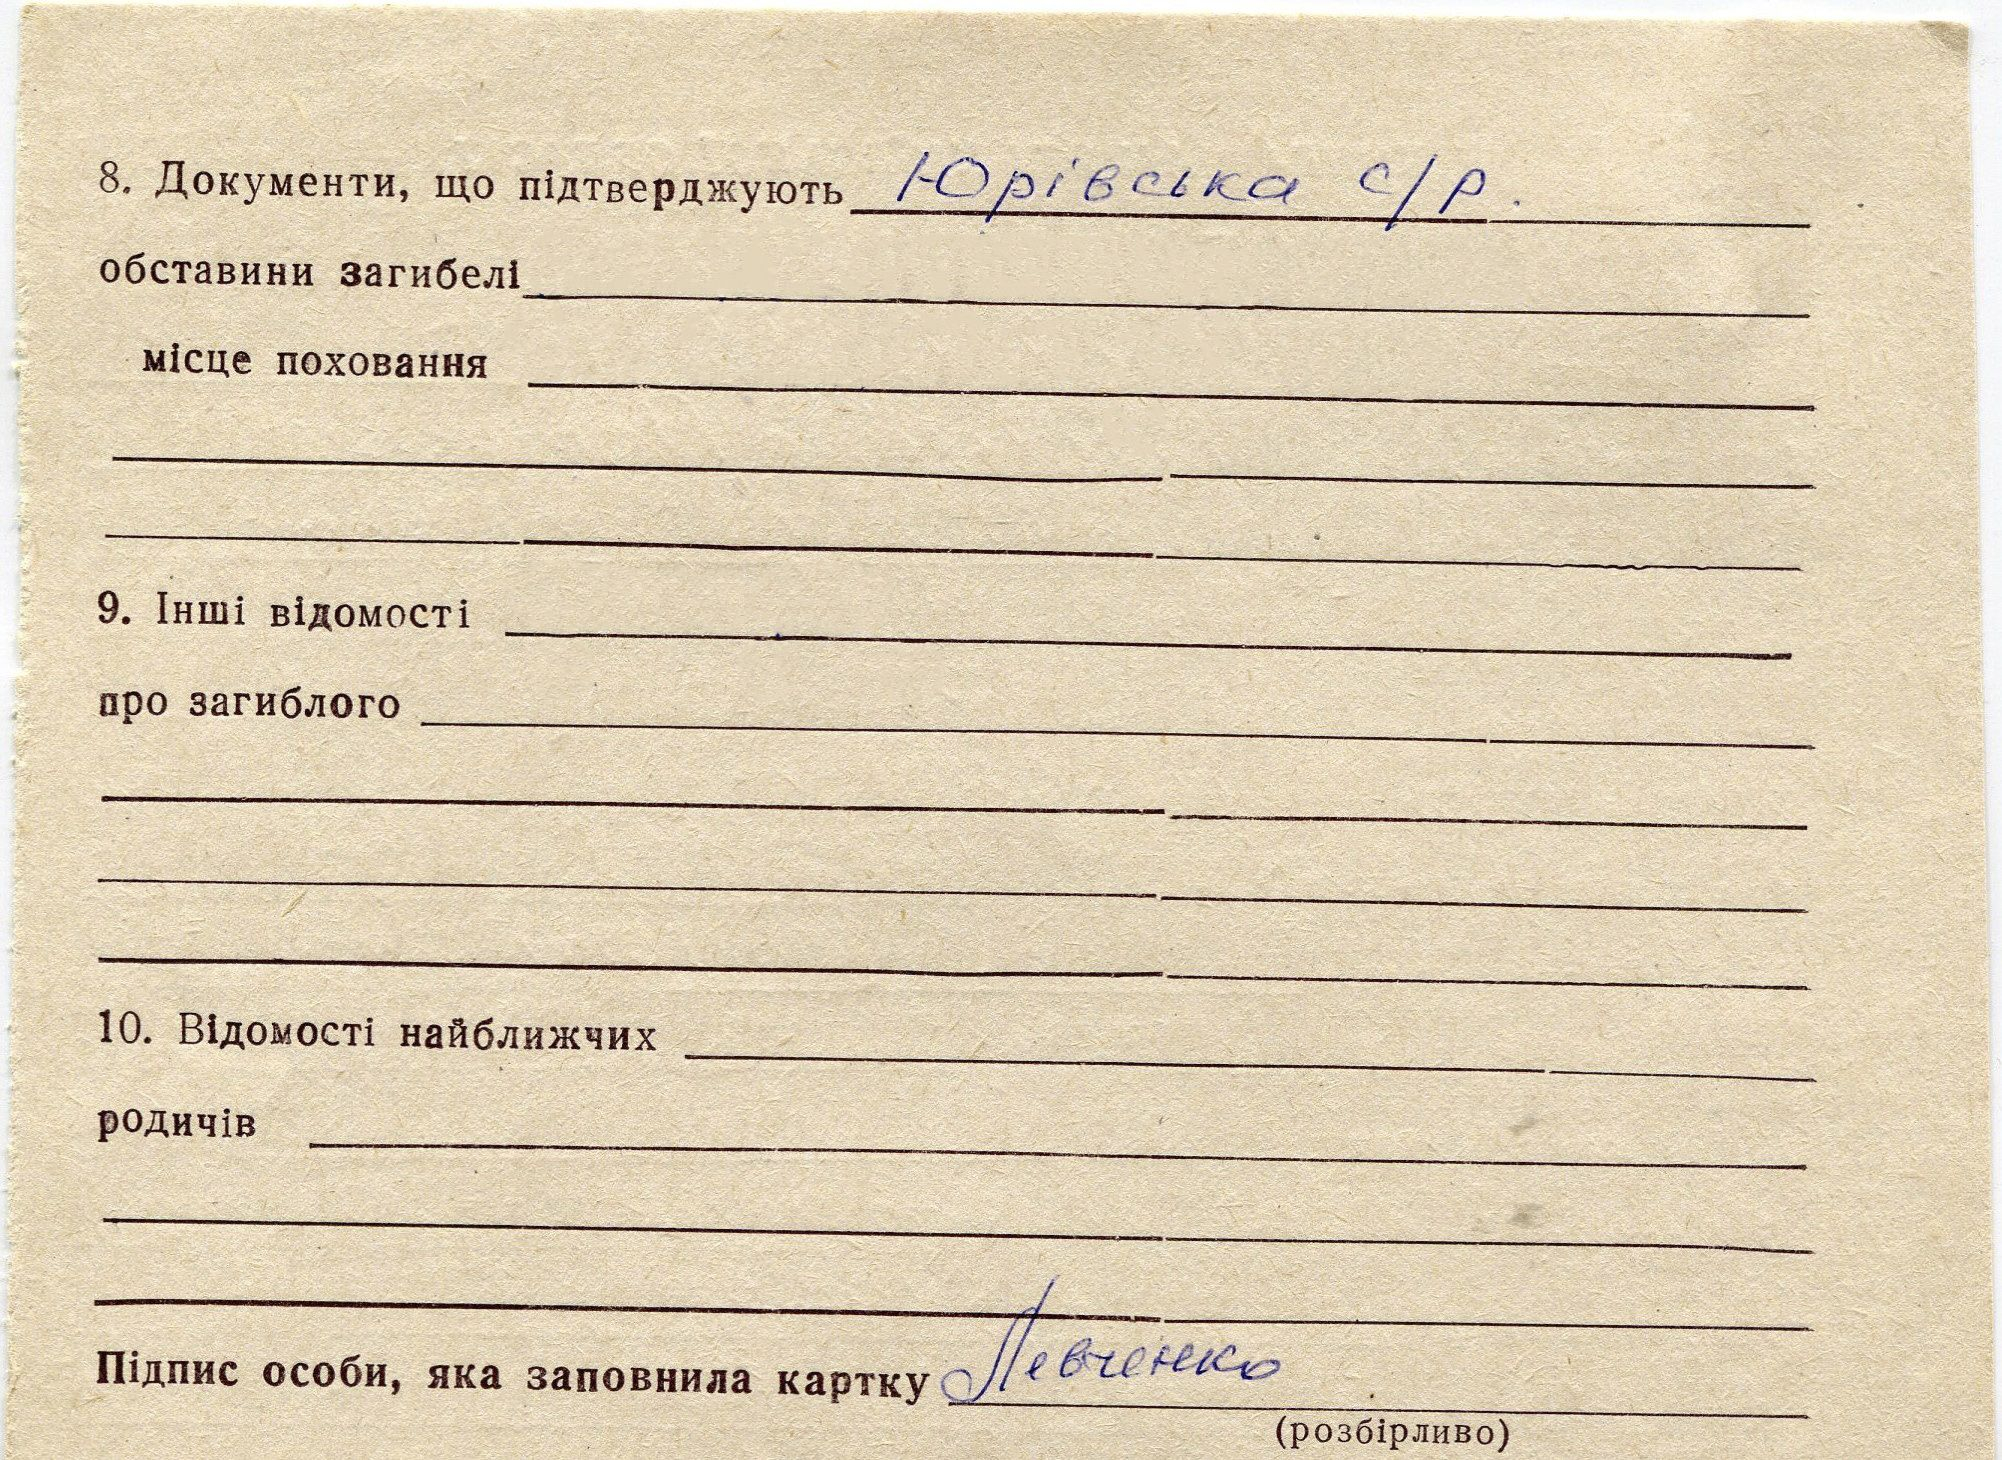 8. Документи, що підтверджують Юрівська с/р.
обставини загибелі
місце поховання
9. Інші відомості
про загиблого
10. Відомості найближчих
родичів
Підпис особи, яка заповнила картку Левченко
(розбірливо)